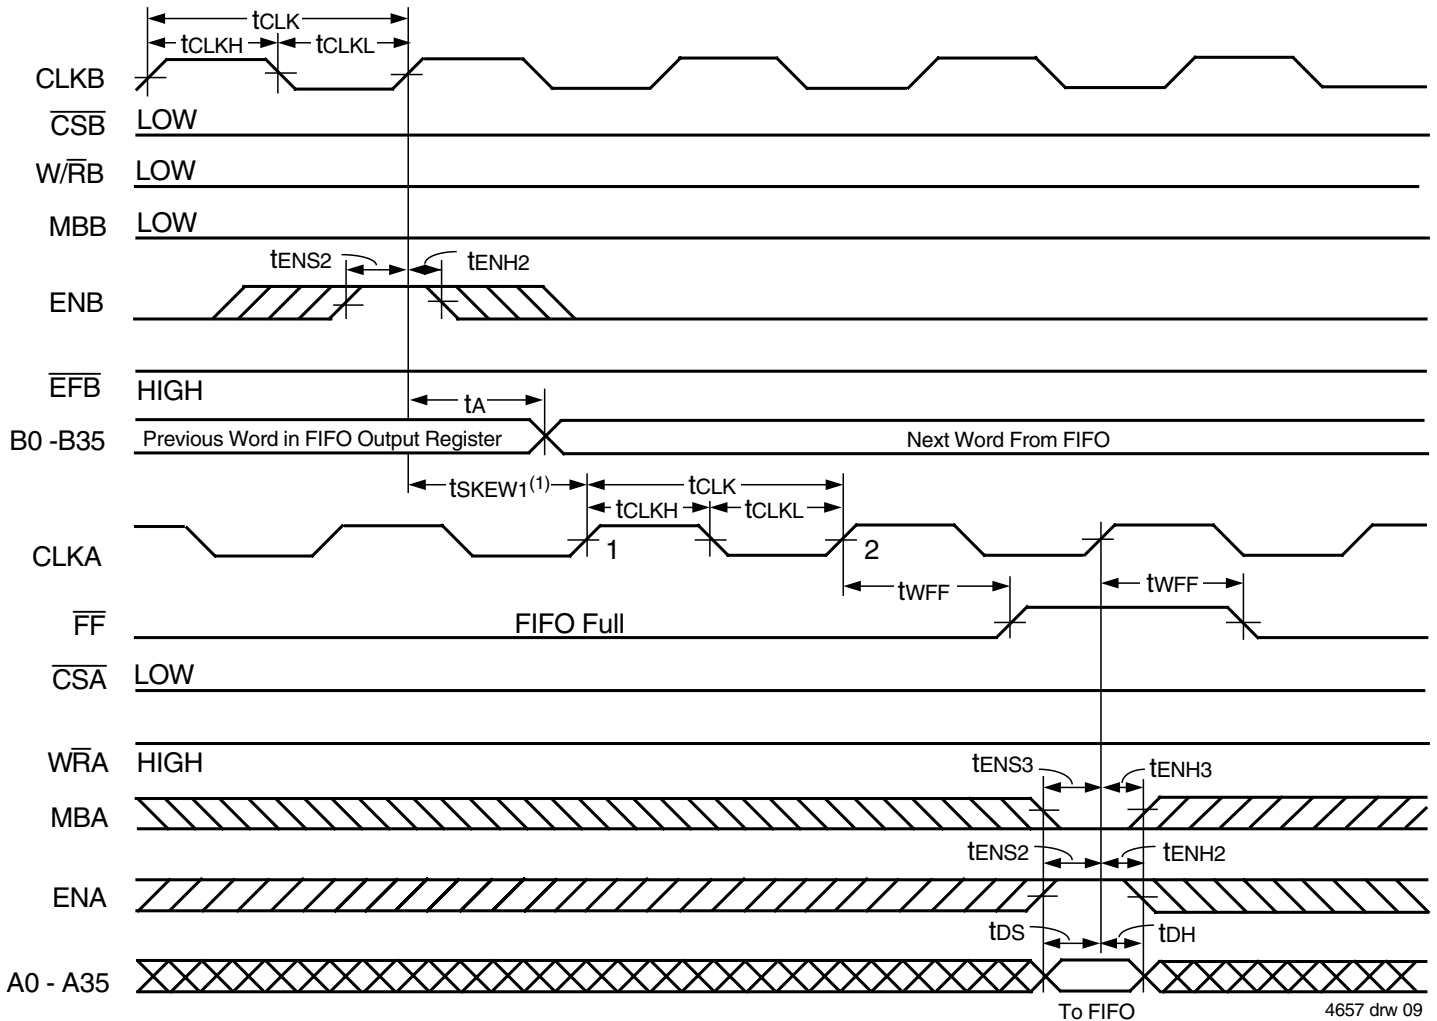 tCLK
tCLKH tCLKL
CLKB
CSB LOW
W/RB LOW
MBB LOW
tENS2 tENH2
ENB
EFB HIGH
tA
B0 -B35 Previous Word in FIFO Output Register Next Word From FIFO
tSKEW1(1) tCLK
tCLKH tCLKL
CLKA 1 2
tWFF tWFF
FF FIFO Full
CSA LOW
WRA HIGH
tENS3 tENH3
MBA
tENS2 tENH2
ENA
tDS tDH
A0 - A35
To FIFO 4657 drw 09